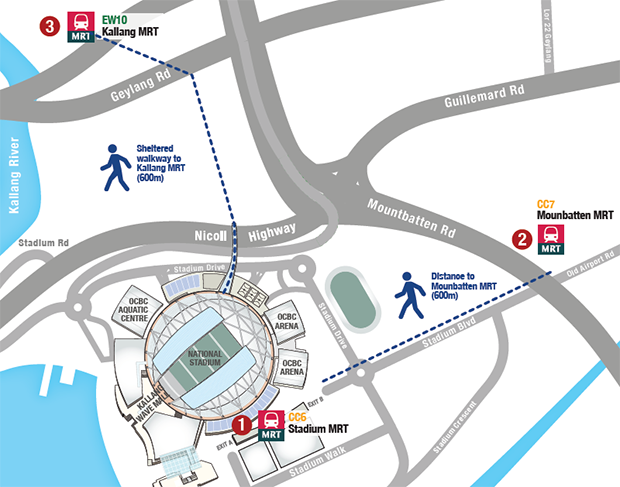 3
MRT
EW10
Kallang MRT
Lor 22 Geylang
Geylang Rd
Guillemard Rd
Kallang River
Sheltered
walkway to
Kallang MRT
(600m)
CC7
Mounbatten MRT
2
MRT
Mountbatten Rd
Nicoll Highway
Stadium Rd
Stadium Drive
Old Airport Rd
Distance to
Mounbatten MRT
(600m)
OCBC
AQUATIC
CENTRE
OCBC
ARENA
Stadium Drive
NATIONAL
STADIUM
OCBC
ARENA
Stadium Blvd
KALLANG
WAVE MALL
EXIT B
1
MRT
CC6
Stadium MRT
EXIT A
Stadium Walk
Stadium Crescent